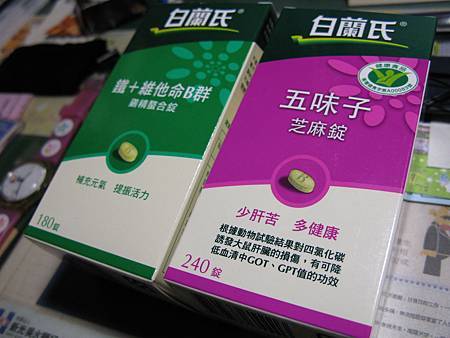 白蘭氏®
鐵+維他命B群
雞精螯合錠
補充元氣 提振活力
180錠
白蘭氏®
健康食品
五味子
芝麻錠
少肝苦 多健康
根據動物試驗結果對四氯化碳
誘發大鼠肝臟的損傷，有可降
低血清中GOT、GPT值的功效
240錠